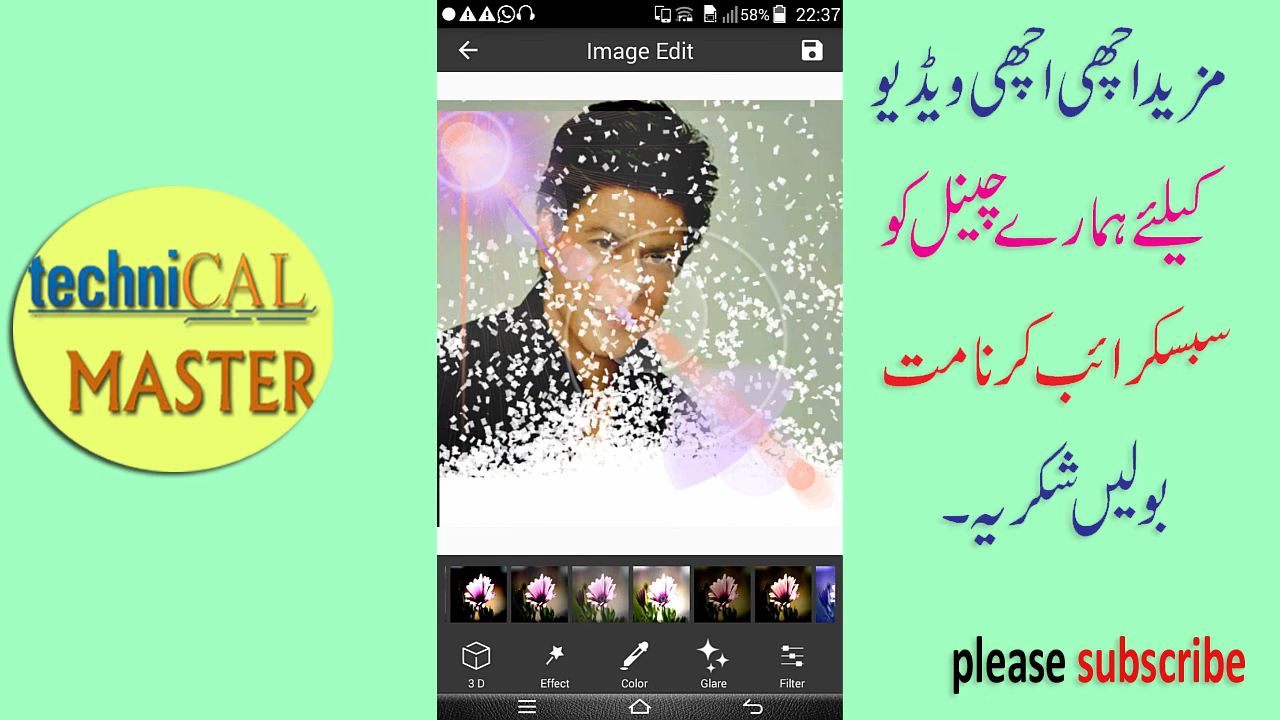 techniCAL
MASTER
58% 22:37
Image Edit
3 D Effect Color Glare Filter
مزید اچھی اچھی ویڈیو
کیلئے ہمارے چینل کو
سبسکرائب کرنا مت
بولیں شکریہ۔
please subscribe